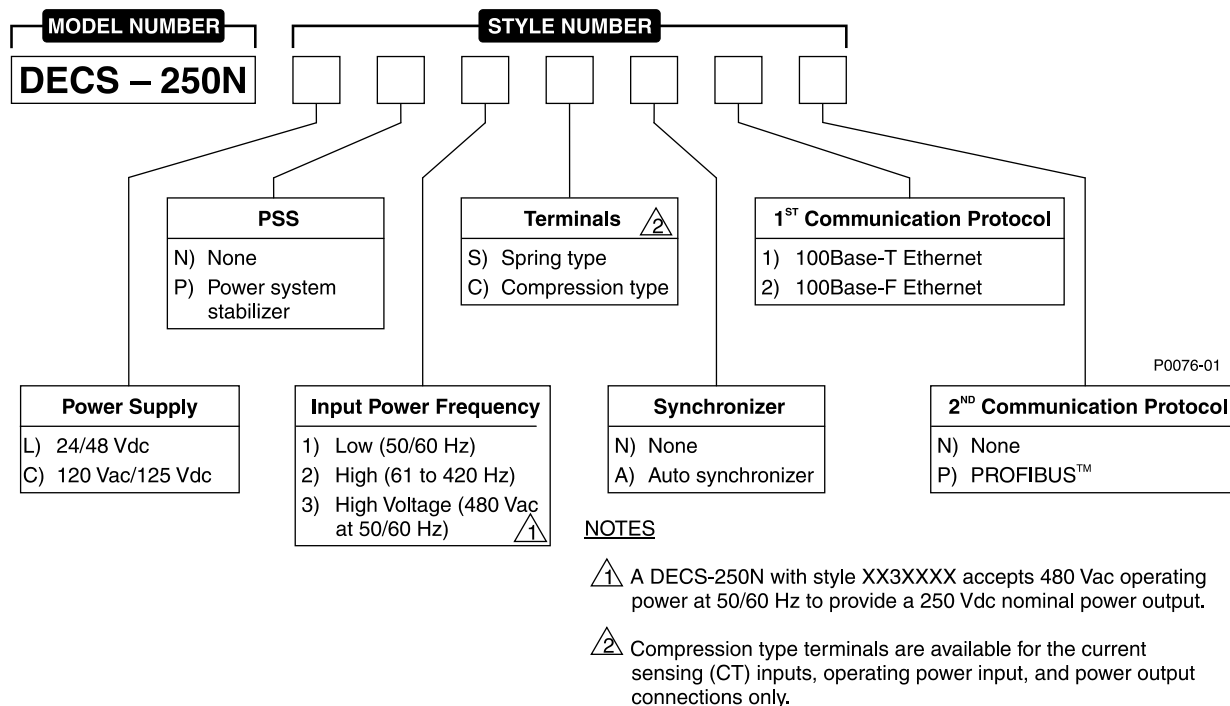 MODEL NUMBER
STYLE NUMBER
DECS – 250N
PSS
N) None
P) Power system
stabilizer
Terminals 2
S) Spring type
C) Compression type
1ST Communication Protocol
1) 100Base-T Ethernet
2) 100Base-F Ethernet
P0076-01
Power Supply
L) 24/48 Vdc
C) 120 Vac/125 Vdc
Input Power Frequency
1) Low (50/60 Hz)
2) High (61 to 420 Hz)
3) High Voltage (480 Vac
at 50/60 Hz) 1
Synchronizer
N) None
A) Auto synchronizer
2ND Communication Protocol
N) None
P) PROFIBUS™
NOTES
1 A DECS-250N with style XX3XXXX accepts 480 Vac operating
power at 50/60 Hz to provide a 250 Vdc nominal power output.
2 Compression type terminals are available for the current
sensing (CT) inputs, operating power input, and power output
connections only.